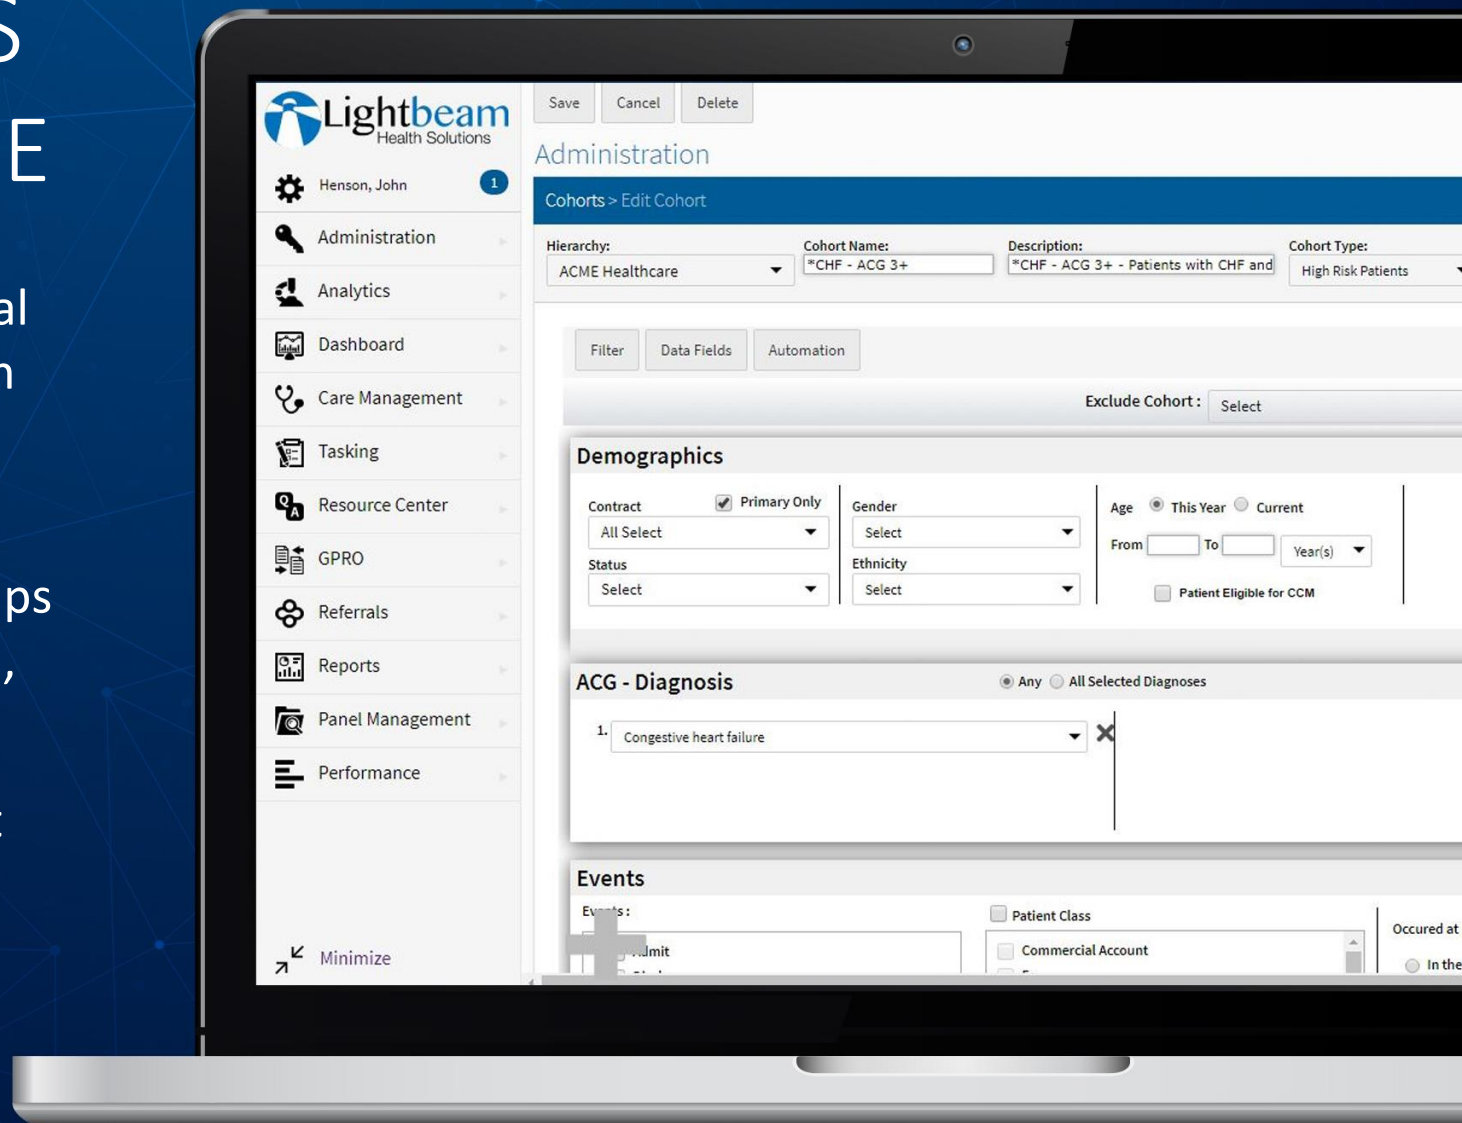 S
E
al
n
ps
,
Lightbeam
Health Solutions
Henson, John 1
Administration
Analytics
Dashboard
Care Management
Tasking
Q A Resource Center
GPRO
Referrals
Reports
Panel Management
Performance
Minimize
Save Cancel Delete
Administration
Cohorts > Edit Cohort
Hierarchy: Cohort Name: Description: Cohort Type:
ACME Healthcare *CHF - ACG 3+ *CHF - ACG 3+ - Patients with CHF and High Risk Patients
Filter Data Fields Automation
Exclude Cohort : Select
Demographics
Contract Primary Only Gender Age This Year Current
All Select Select
From To Year(s)
Status Ethnicity
Select Select Patient Eligible for CCM
ACG - Diagnosis Any All Selected Diagnoses
1. Congestive heart failure
Events
Patient Class
Occured at
Commercial Account
In the